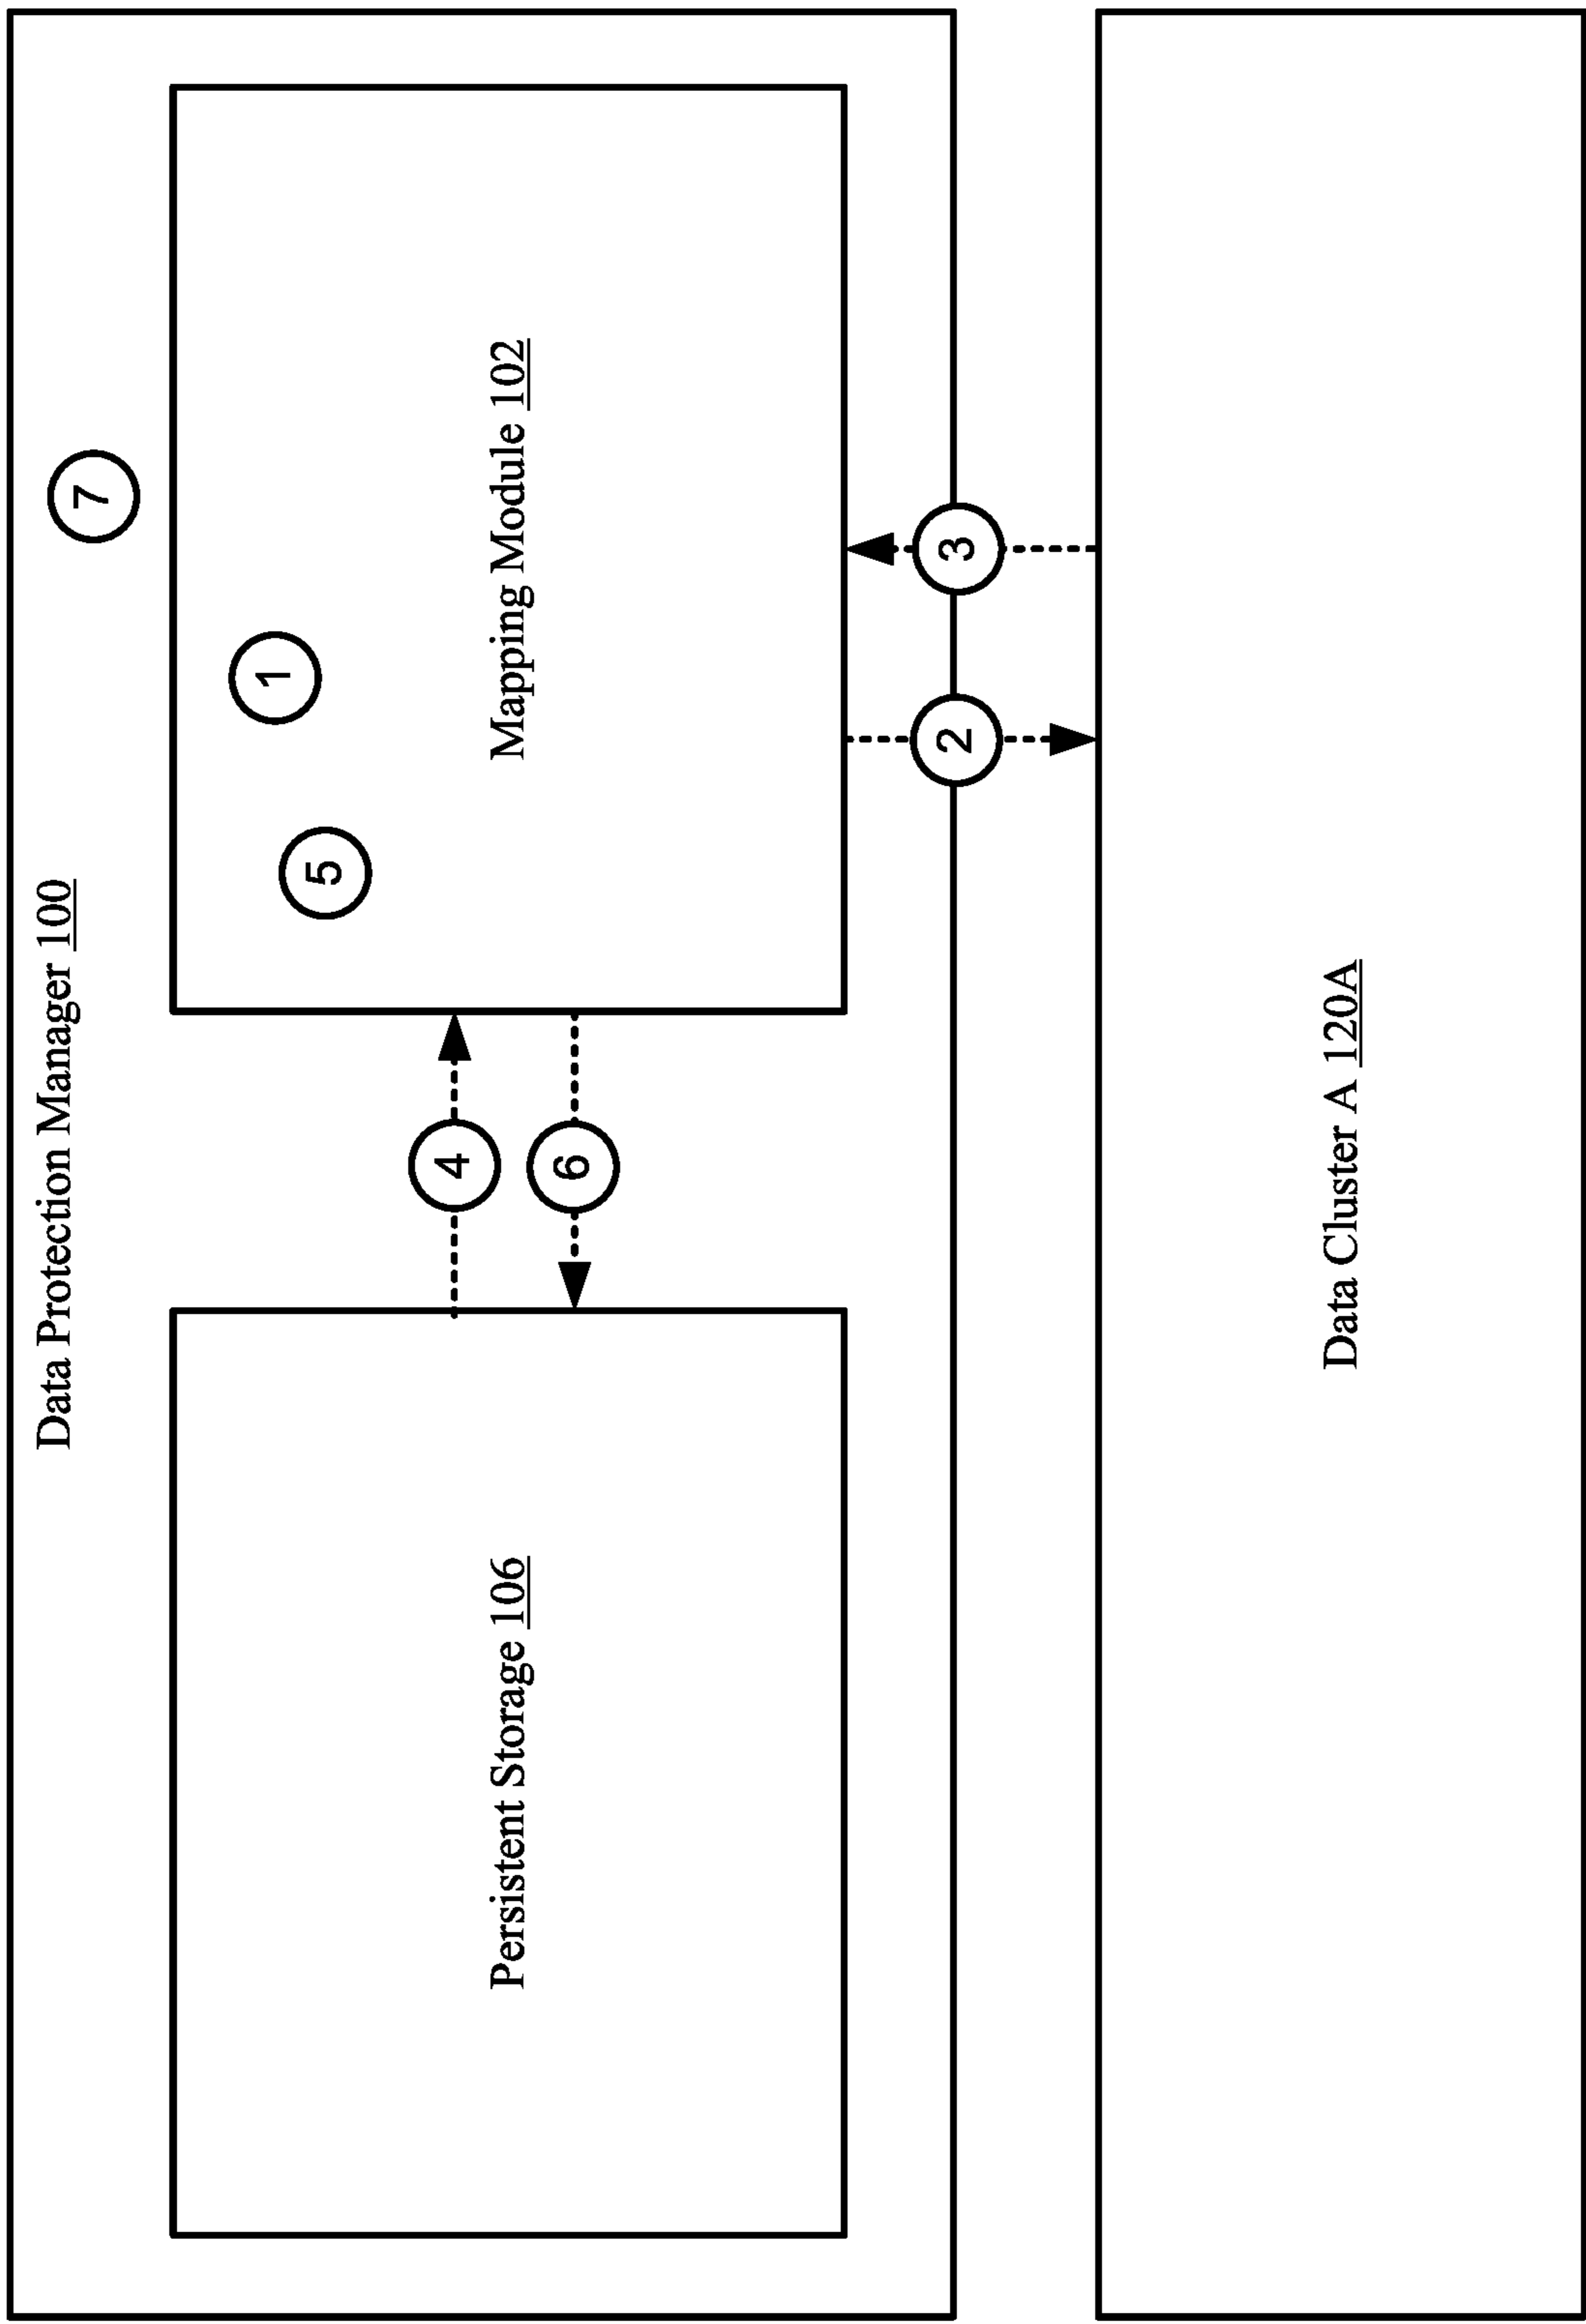 Data Protection Manager 100
7
Persistent Storage 106
4
6
5
1
Mapping Module 102
2
3
Data Cluster A 120A